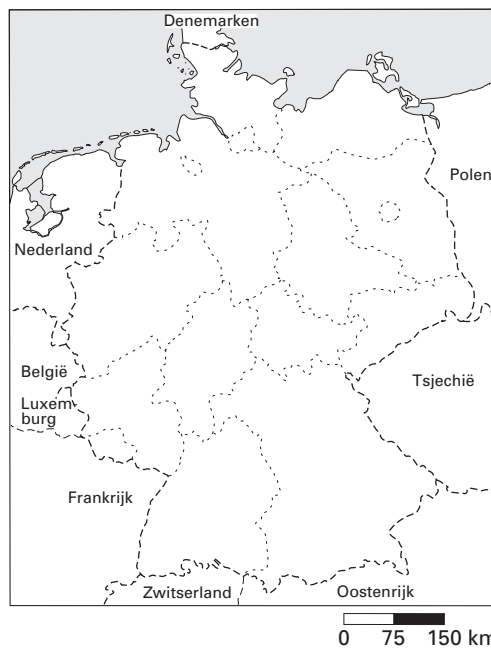 Denemarken
Polen
Nederland
België
Luxem-
burg
Tsjechië
Frankrijk
Zwitserland
Oostenrijk
0 75 150 km